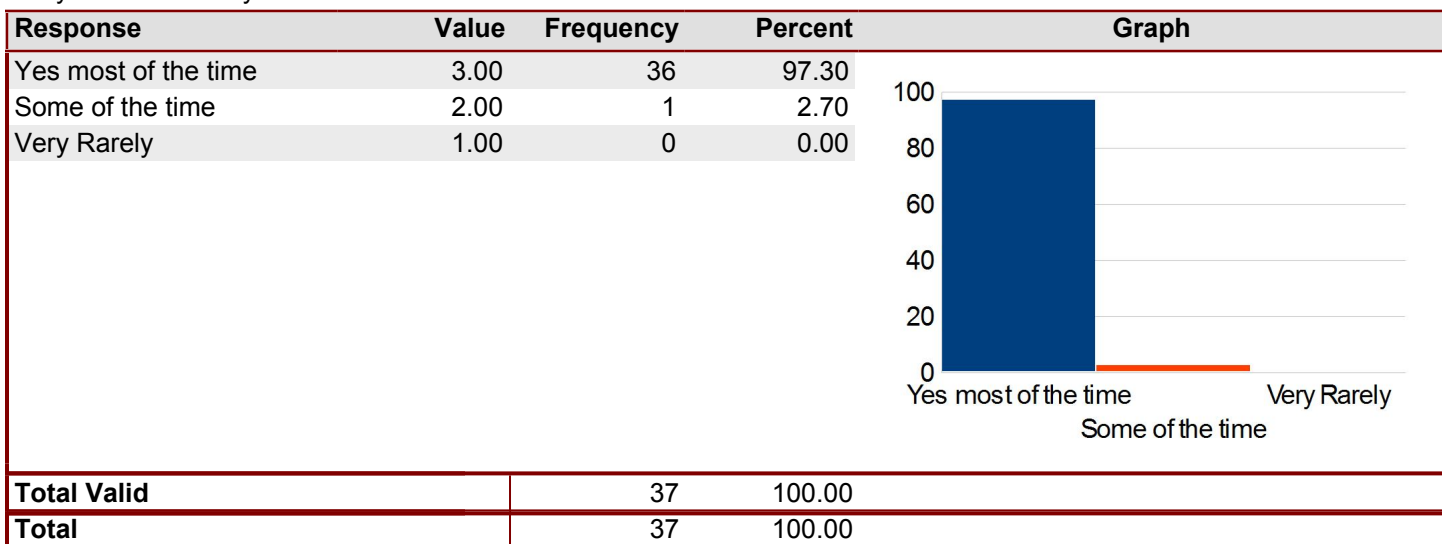 Response Value Frequency Percent Graph
Yes most of the time 3.00 36 97.30
Some of the time 2.00 1 2.70
Very Rarely 1.00 0 0.00
100
80
60
40
20
0
Yes most of the time Very Rarely
Some of the time
Total Valid 37 100.00
Total 37 100.00